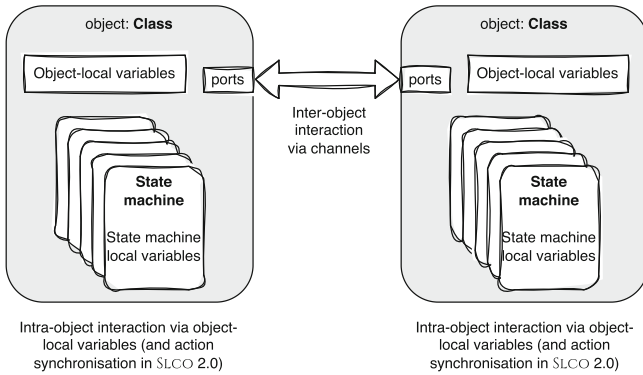 object: Class
Object-local variables
ports
State
machine
State machine
local variables
Inter-object
interaction
via channels
object: Class
ports
Object-local variables
State
machine
State machine
local variables
Intra-object interaction via object-
local variables (and action
synchronisation in SLCO 2.0)
Intra-object interaction via object-
local variables (and action
synchronisation in SLCO 2.0)